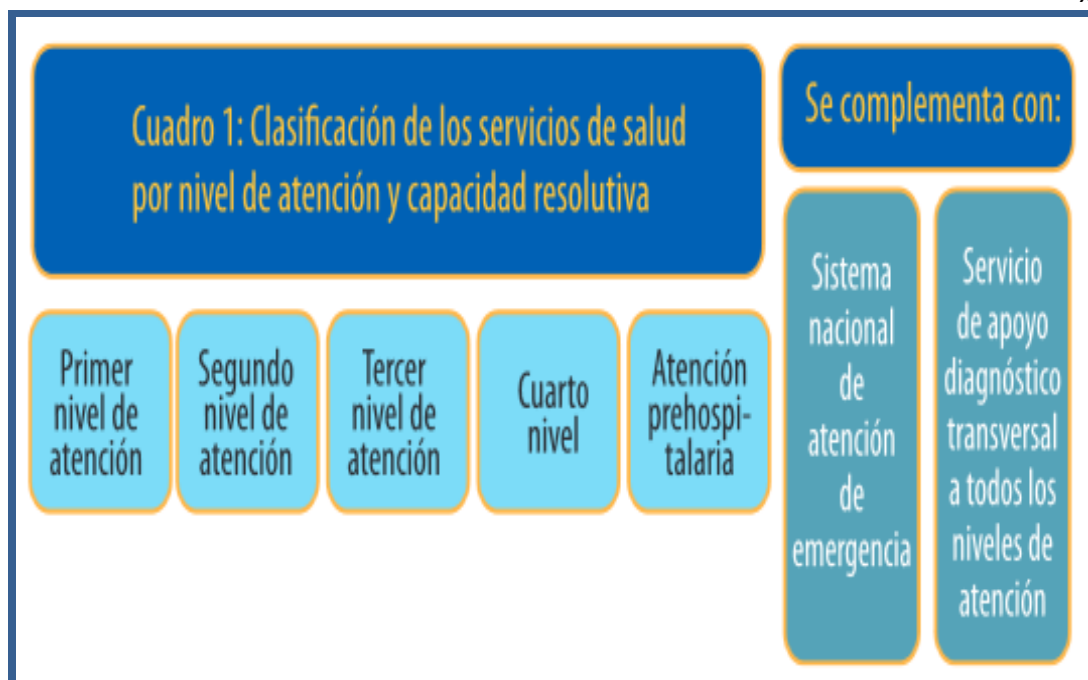 Cuadro 1: Clasificación de los servicios de salud
por nivel de atención y capacidad resolutiva
Primer
nivel de
atención
Segundo
nivel de
atención
Tercer
nivel de
atención
Cuarto
nivel
Atención
prehospi-
talaria
Se complementa con:
Sistema
nacional
de
atención
de
emergencia
Servicio
de apoyo
diagnóstico
transversal
a todos los
niveles de
atención